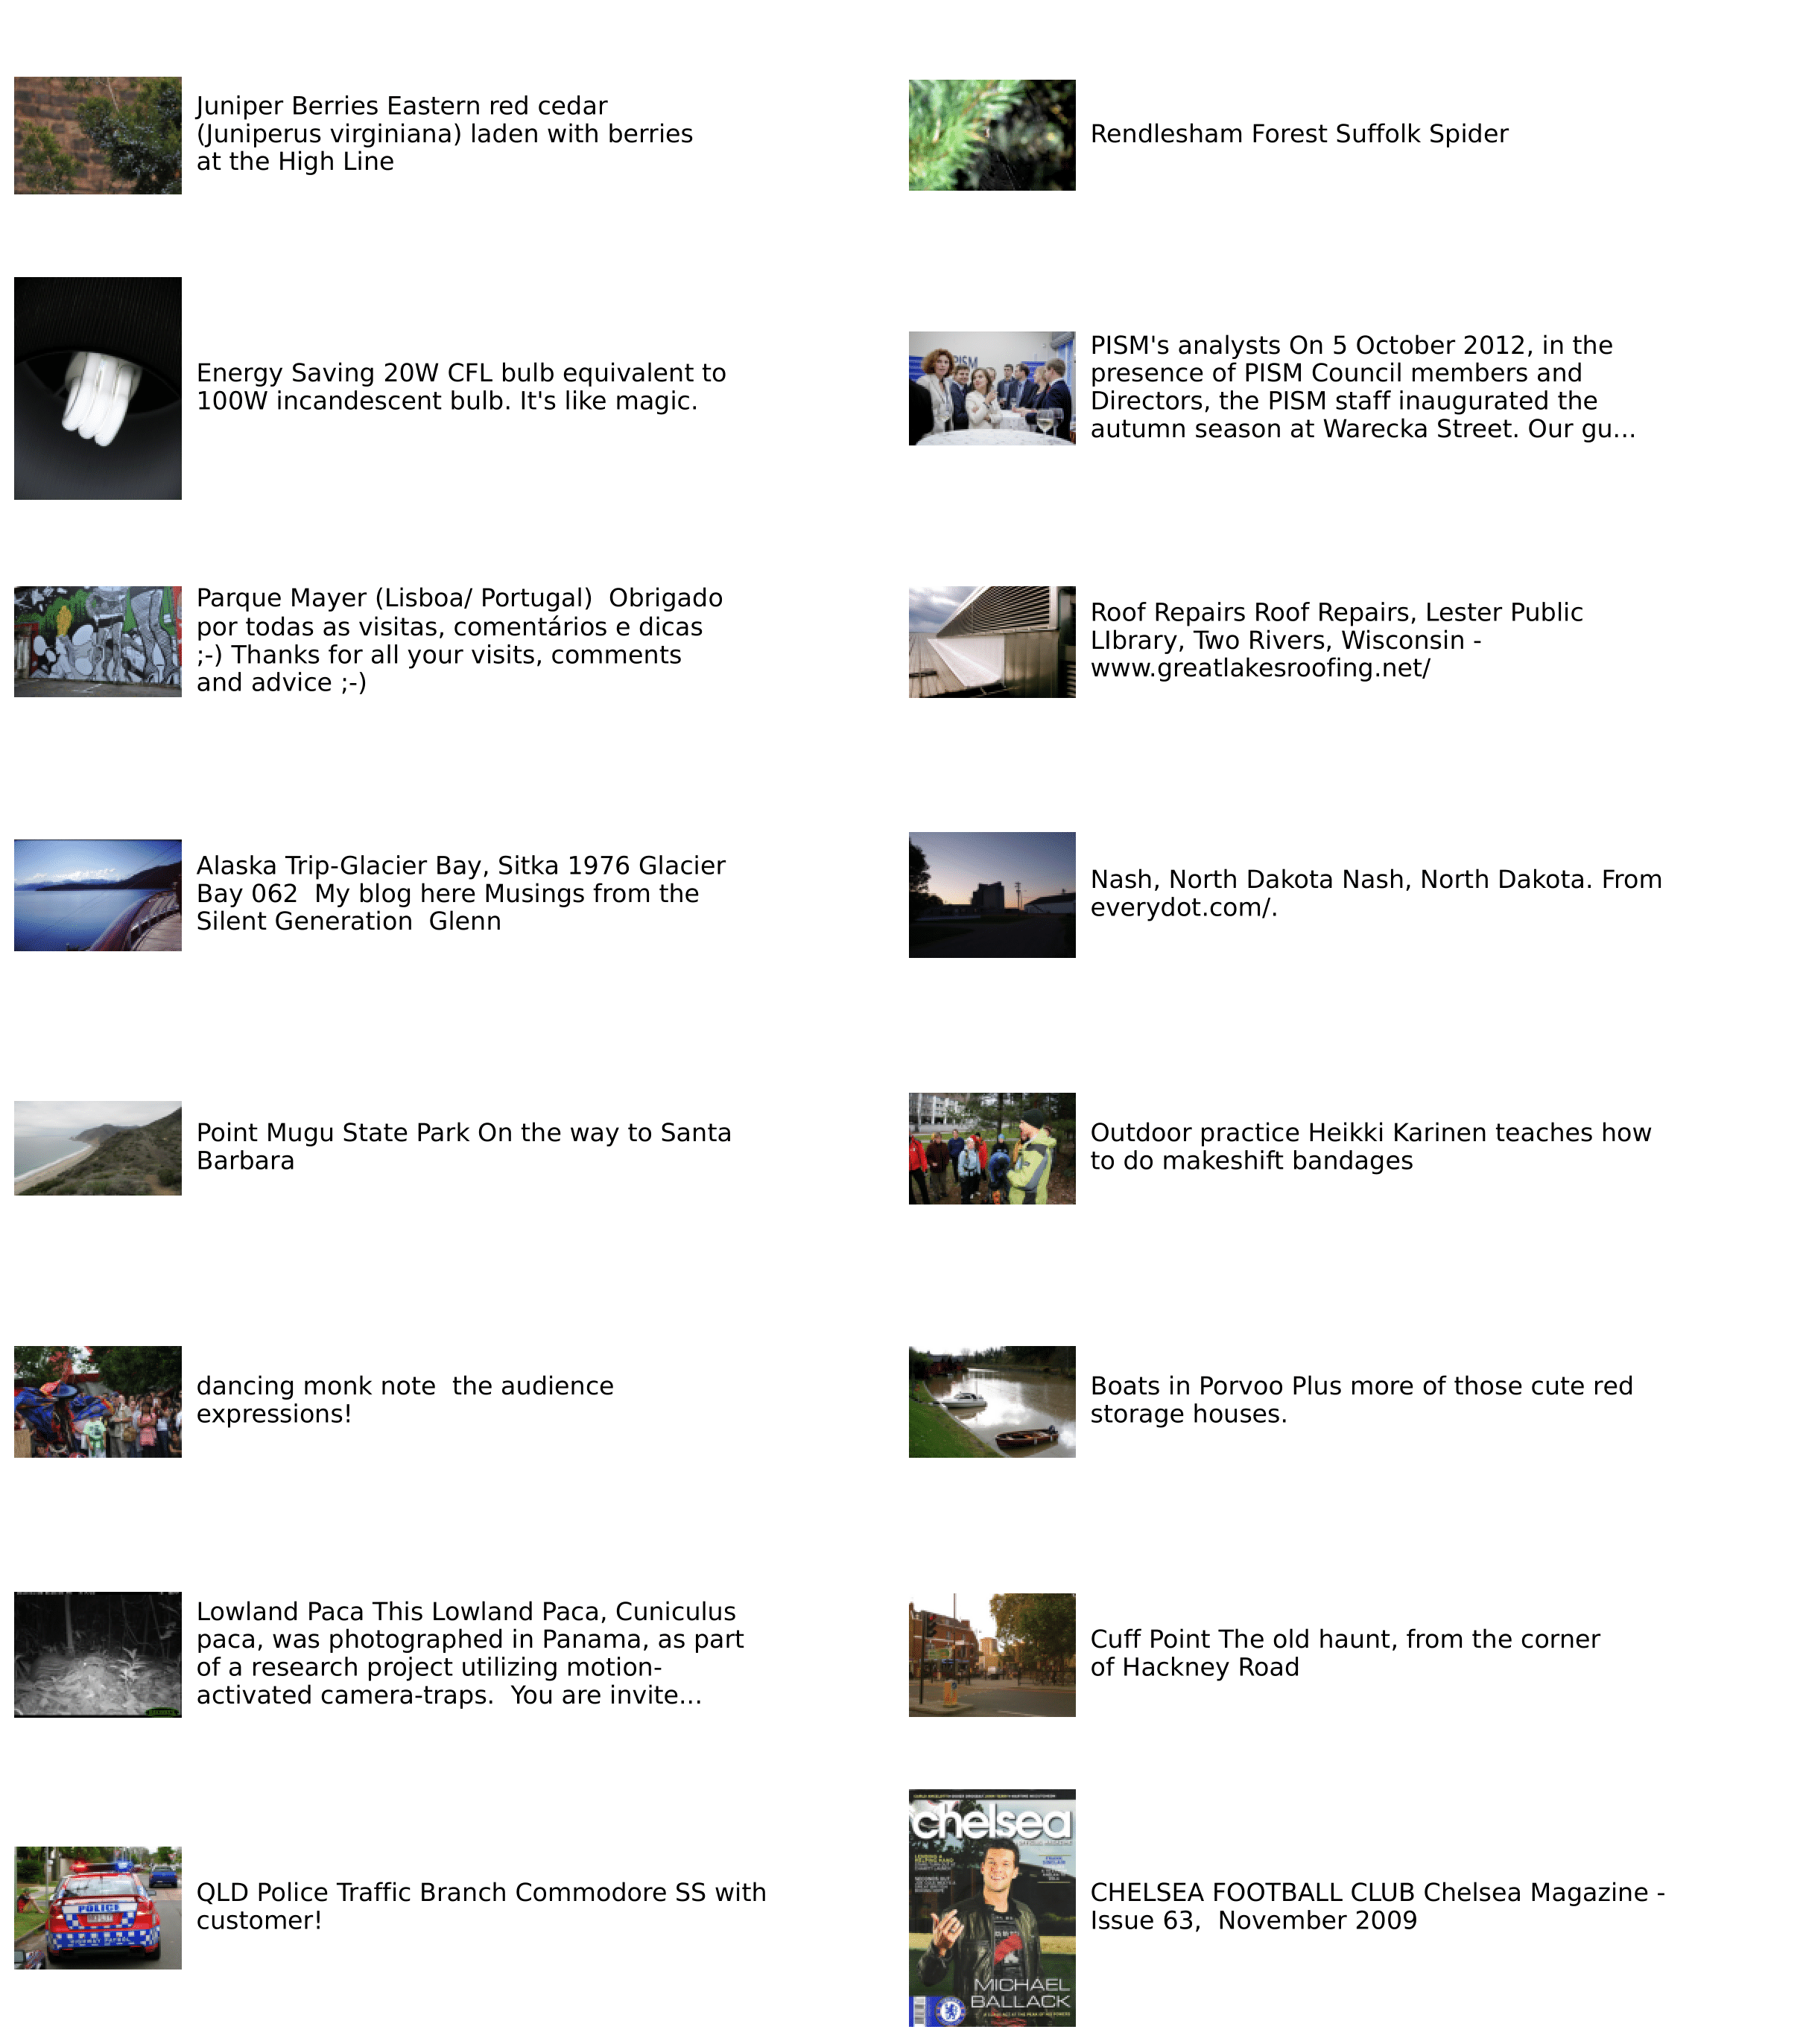 Juniper Berries Eastern red cedar
(Juniperus virginiana) laden with berries
at the High Line
Rendlesham Forest Suffolk Spider
Energy Saving 20W CFL bulb equivalent to
100W incandescent bulb. It's like magic.
PISM
PISM's analysts On 5 October 2012, in the
presence of PISM Council members and
Directors, the PISM staff inaugurated the
autumn season at Warecka Street. Our gu...
Parque Mayer (Lisboa/ Portugal)  Obrigado
por todas as visitas, comentários e dicas
;-) Thanks for all your visits, comments
and advice ;-)
Roof Repairs Roof Repairs, Lester Public
LIbrary, Two Rivers, Wisconsin -
www.greatlakesroofing.net/
Alaska Trip-Glacier Bay, Sitka 1976 Glacier
Bay 062  My blog here Musings from the
Silent Generation  Glenn
Nash, North Dakota Nash, North Dakota. From
everydot.com/.
Point Mugu State Park On the way to Santa
Barbara
Outdoor practice Heikki Karinen teaches how
to do makeshift bandages
dancing monk note  the audience
expressions!
Boats in Porvoo Plus more of those cute red
storage houses.
Lowland Paca This Lowland Paca, Cuniculus
paca, was photographed in Panama, as part
of a research project utilizing motion-
activated camera-traps.  You are invite...
Cuff Point The old haunt, from the corner
of Hackney Road
POLICE
HIGHWAY PATROL
QLD Police Traffic Branch Commodore SS with
customer!
chelsea
MICHAEL
BALLACK
CHELSEA FOOTBALL CLUB Chelsea Magazine -
Issue 63,  November 2009